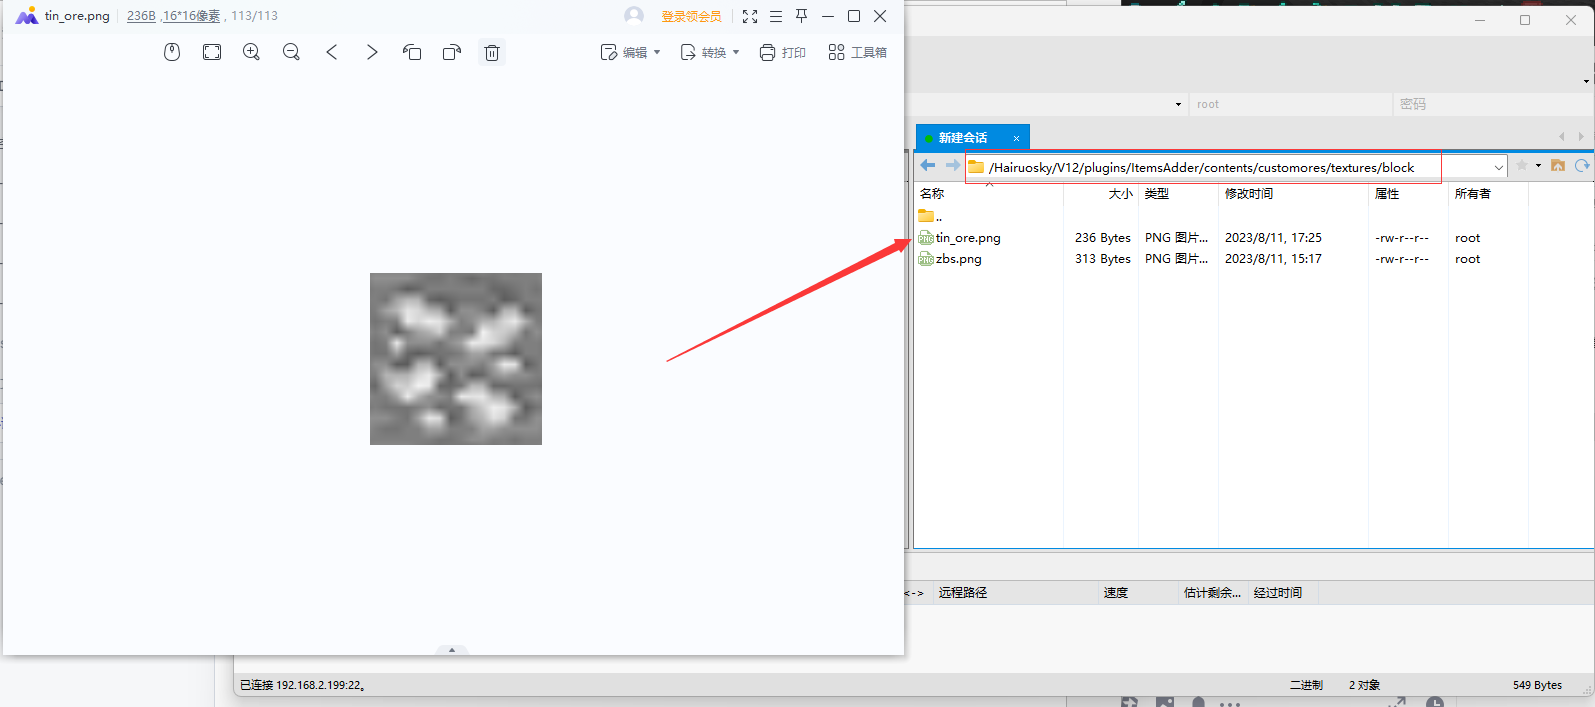 tin_ore.png 236B ,16*16像素 , 113/113 登录领会员
编辑 转换 打印 工具箱
root 密码
新建会话
/Hairuosky/V12/plugins/ItemsAdder/contents/customores/textures/block
名称 大小 类型 修改时间 属性 所有者
..
tin_ore.png 236 Bytes PNG 图片... 2023/8/11, 17:25 -rw-r--r-- root
zbs.png 313 Bytes PNG 图片... 2023/8/11, 15:17 -rw-r--r-- root
<-> 远程路径 速度 估计剩余... 经过时间
已连接 192.168.2.199:22。 二进制 2 对象 549 Bytes